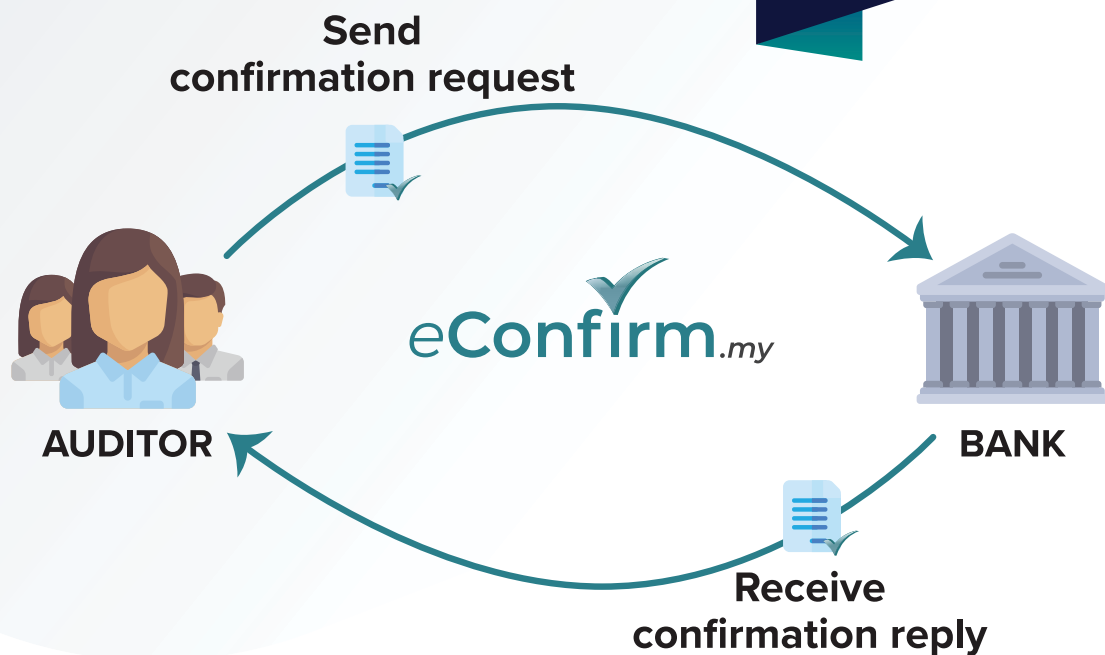 Send
confirmation request
eConfirm.my
AUDITOR
BANK
Receive
confirmation reply